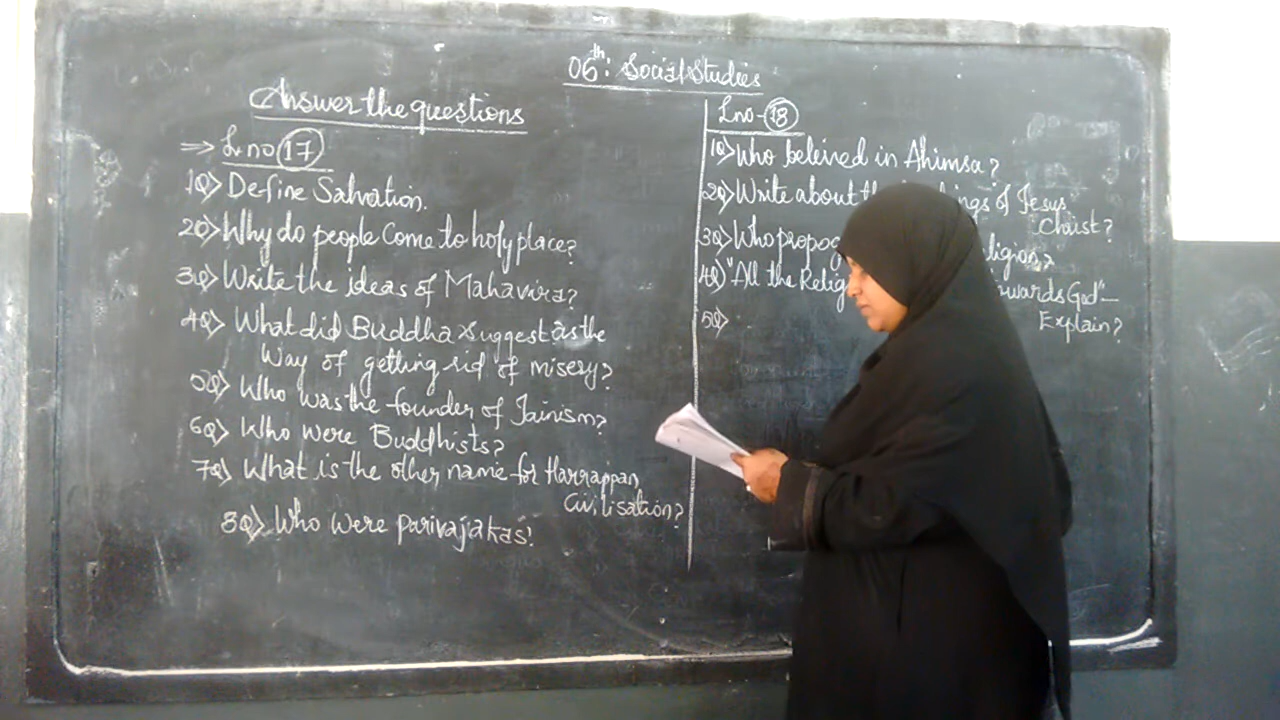 06th: Social Studies
Answer the questions
⇒ L.no 17
1Q> Define Salvation.
2Q> Why do people Come to holy place?
3Q> Write the ideas of Mahavira?
4Q> What did Buddha suggest as the
Way of getting rid of misery?
5Q> Who was the founder of Jainism?
6Q> Who were Buddhists?
7Q> What is the other name for Harrappan
Civilisation?
8Q> Who were parivajakas?
Lno- 18
1Q> Who beleived in Ahimsa?
2Q> Write about of Jesus
Christ?
3Q> Who
4Q) "All the God" -
Explain?
5Q>